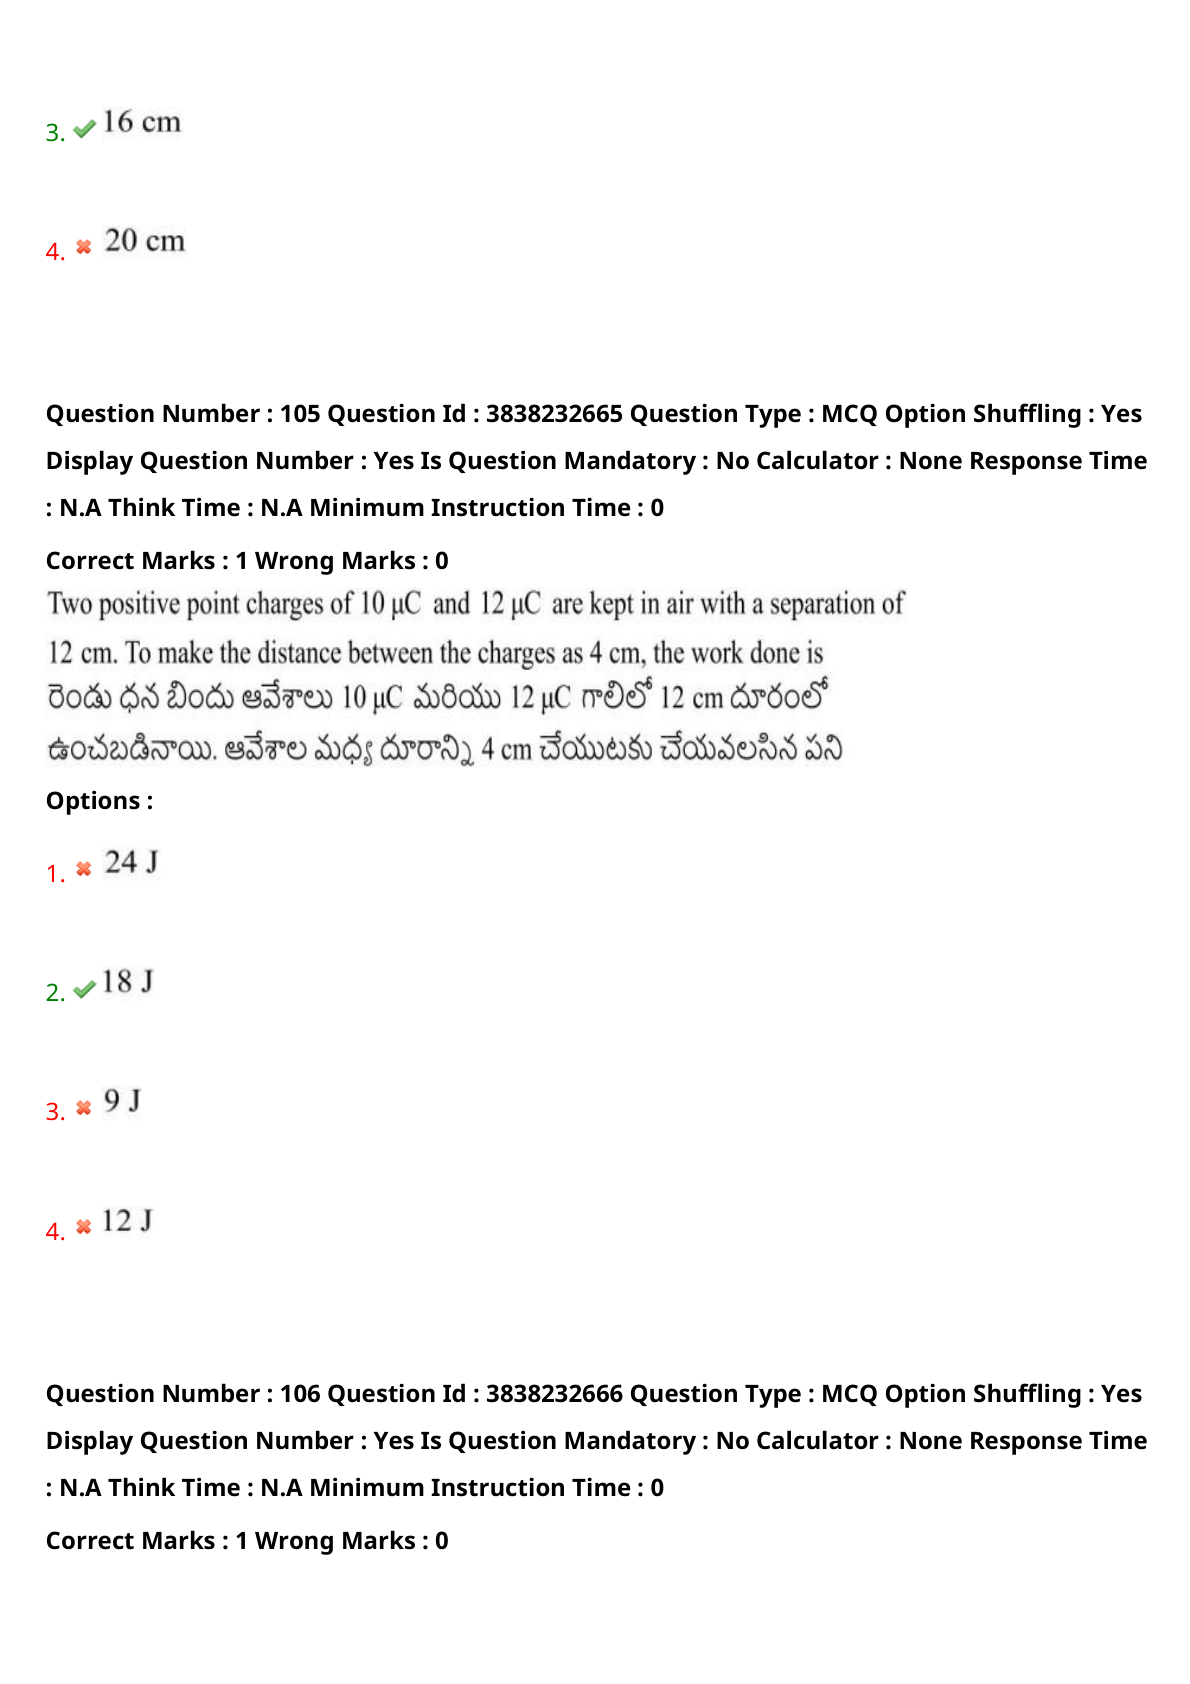 3. 16 cm
4. 20 cm
Question Number : 105 Question Id : 3838232665 Question Type : MCQ Option Shuffling : Yes
Display Question Number : Yes Is Question Mandatory : No Calculator : None Response Time
: N.A Think Time : N.A Minimum Instruction Time : 0
Correct Marks : 1 Wrong Marks : 0
Two positive point charges of 10 μC and 12 μC are kept in air with a separation of
12 cm. To make the distance between the charges as 4 cm, the work done is
రెండు ధన బిందు ఆవేశాలు 10 μC మరియు 12 μC గాలిలో 12 cm దూరంలో
ఉంచబడినాయి. ఆవేశాల మధ్య దూరాన్ని 4 cm చేయుటకు చేయవలసిన పని
Options :
1. 24 J
2. 18 J
3. 9 J
4. 12 J
Question Number : 106 Question Id : 3838232666 Question Type : MCQ Option Shuffling : Yes
Display Question Number : Yes Is Question Mandatory : No Calculator : None Response Time
: N.A Think Time : N.A Minimum Instruction Time : 0
Correct Marks : 1 Wrong Marks : 0